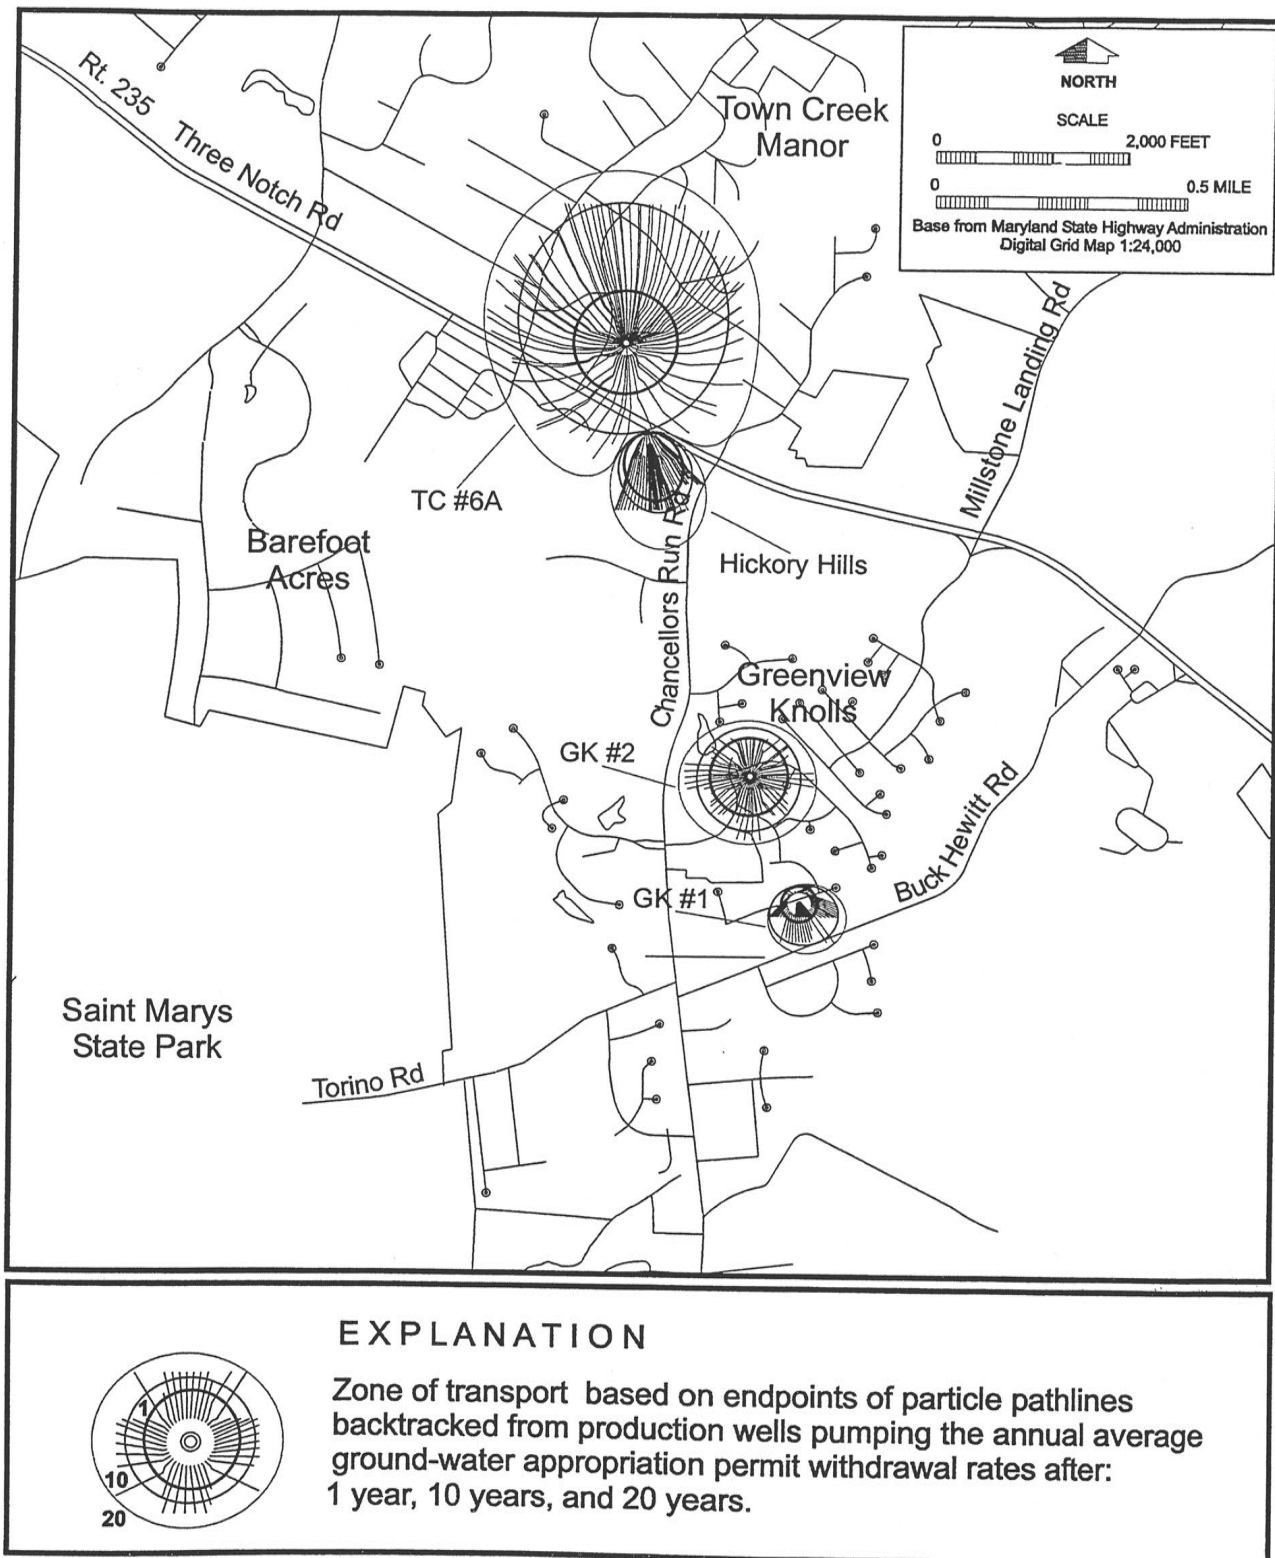 Rt. 235
Three Notch Rd
Town Creek
Manor
NORTH
SCALE
0 2,000 FEET
0 0.5 MILE
Base from Maryland State Highway Administration
Digital Grid Map 1:24,000
Millstone Landing Rd
TC #6A
Barefoot
Acres
Hickory Hills
Chancellors Run Rd
Greenview
Knolls
GK #2
Buck Hewitt Rd
GK #1
Saint Marys
State Park
Torino Rd
EXPLANATION
1
10
20
Zone of transport based on endpoints of particle pathlines
backtracked from production wells pumping the annual average
ground-water appropriation permit withdrawal rates after:
1 year, 10 years, and 20 years.